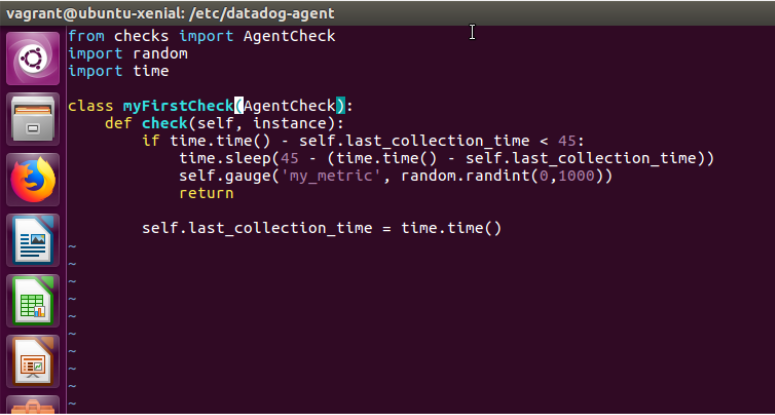 vagrant@ubuntu-xenial: /etc/datadog-agent
from checks import AgentCheck
import random
import time
class myFirstCheck(AgentCheck):
    def check(self, instance):
        if time.time() - self.last_collection_time < 45:
            time.sleep(45 - (time.time() - self.last_collection_time))
            self.gauge('my_metric', random.randint(0,1000))
            return
        self.last_collection_time = time.time()
~
~
~
~
~
~
~
~
~
~